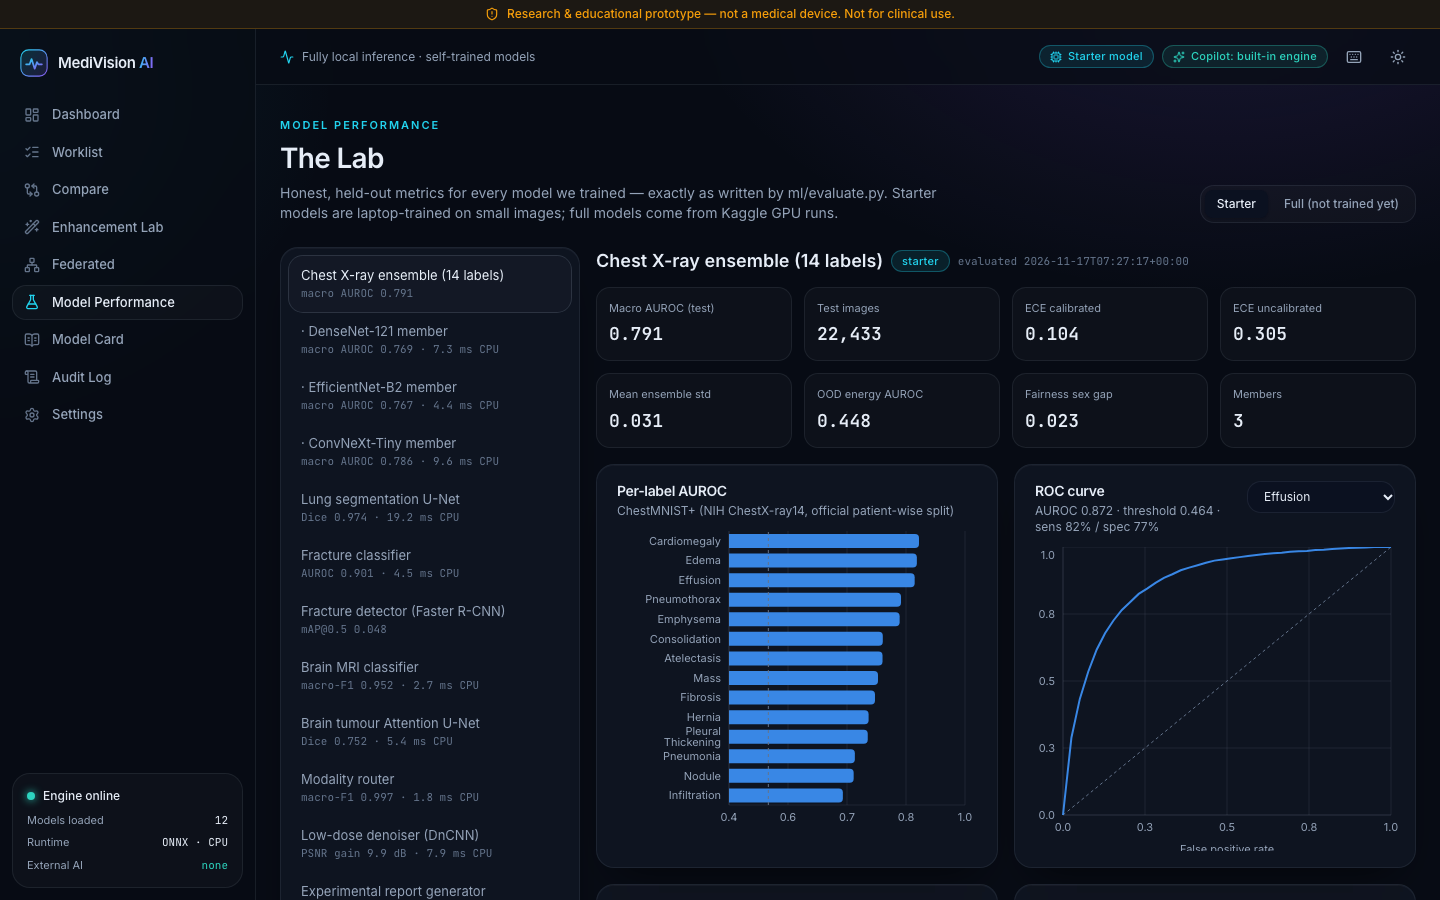 Research & educational prototype — not a medical device. Not for clinical use.
MediVision AI
Dashboard
Worklist
Compare
Enhancement Lab
Federated
Model Performance
Model Card
Audit Log
Settings
Engine online
Models loaded 12
Runtime ONNX · CPU
External AI none
Fully local inference · self-trained models
Starter model
Copilot: built-in engine
MODEL PERFORMANCE
The Lab
Honest, held-out metrics for every model we trained — exactly as written by ml/evaluate.py. Starter
models are laptop-trained on small images; full models come from Kaggle GPU runs.
Starter
Full (not trained yet)
Chest X-ray ensemble (14 labels)
macro AUROC 0.791
· DenseNet-121 member
macro AUROC 0.769 · 7.3 ms CPU
· EfficientNet-B2 member
macro AUROC 0.767 · 4.4 ms CPU
· ConvNeXt-Tiny member
macro AUROC 0.786 · 9.6 ms CPU
Lung segmentation U-Net
Dice 0.974 · 19.2 ms CPU
Fracture classifier
AUROC 0.901 · 4.5 ms CPU
Fracture detector (Faster R-CNN)
mAP@0.5 0.048
Brain MRI classifier
macro-F1 0.952 · 2.7 ms CPU
Brain tumour Attention U-Net
Dice 0.752 · 5.4 ms CPU
Modality router
macro-F1 0.997 · 1.8 ms CPU
Low-dose denoiser (DnCNN)
PSNR gain 9.9 dB · 7.9 ms CPU
Experimental report generator
Chest X-ray ensemble (14 labels)
starter
evaluated 2026-11-17T07:27:17+00:00
Macro AUROC (test)
0.791
Test images
22,433
ECE calibrated
0.104
ECE uncalibrated
0.305
Mean ensemble std
0.031
OOD energy AUROC
0.448
Fairness sex gap
0.023
Members
3
Per-label AUROC
ChestMNIST+ (NIH ChestX-ray14, official patient-wise split)
Cardiomegaly
Edema
Effusion
Pneumothorax
Emphysema
Consolidation
Atelectasis
Mass
Fibrosis
Hernia
Pleural
Thickening
Pneumonia
Nodule
Infiltration
0.4 0.6 0.7 0.8 1.0
ROC curve
AUROC 0.872 · threshold 0.464 ·
sens 82% / spec 77%
Effusion
1.0
0.8
0.5
0.3
0.0
0.0 0.3 0.5 0.8 1.0
False positive rate